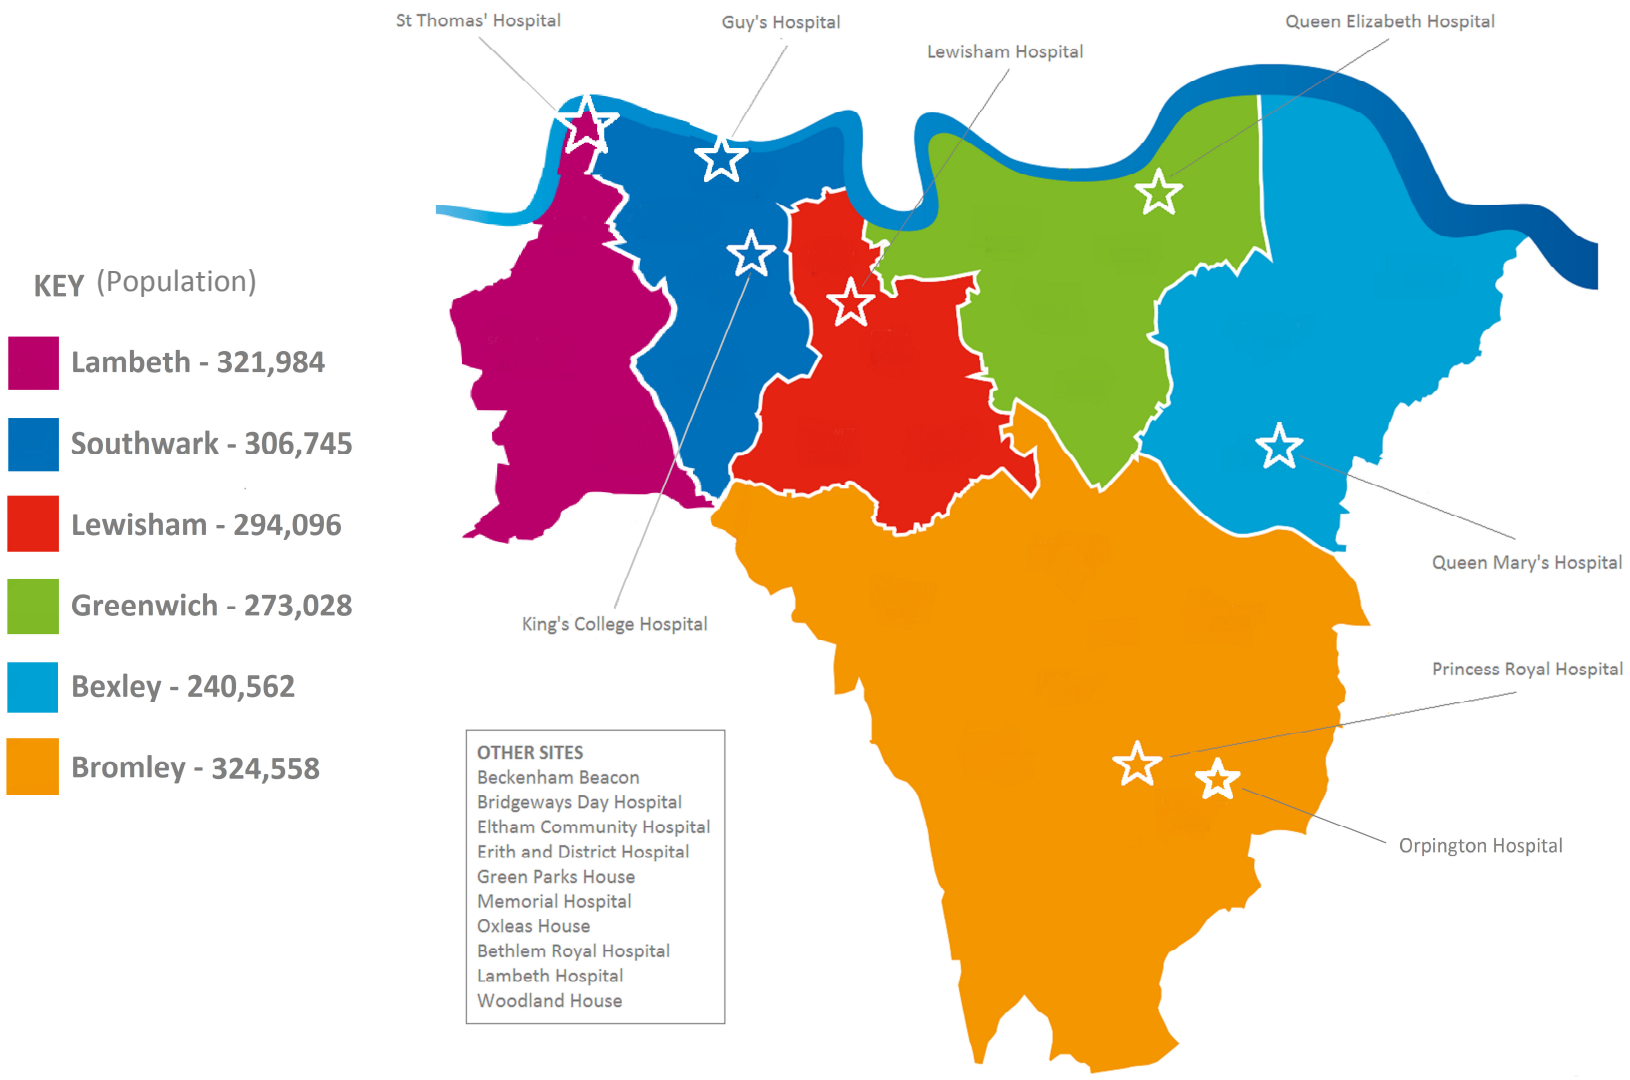 St Thomas' Hospital
Guy's Hospital
Queen Elizabeth Hospital
Lewisham Hospital
KEY (Population)
Lambeth - 321,984
Southwark - 306,745
Lewisham - 294,096
Greenwich - 273,028
Bexley - 240,562
Bromley - 324,558
Queen Mary's Hospital
King's College Hospital
Princess Royal Hospital
Orpington Hospital
OTHER SITES
Beckenham Beacon
Bridgeways Day Hospital
Eltham Community Hospital
Erith and District Hospital
Green Parks House
Memorial Hospital
Oxleas House
Bethlem Royal Hospital
Lambeth Hospital
Woodland House